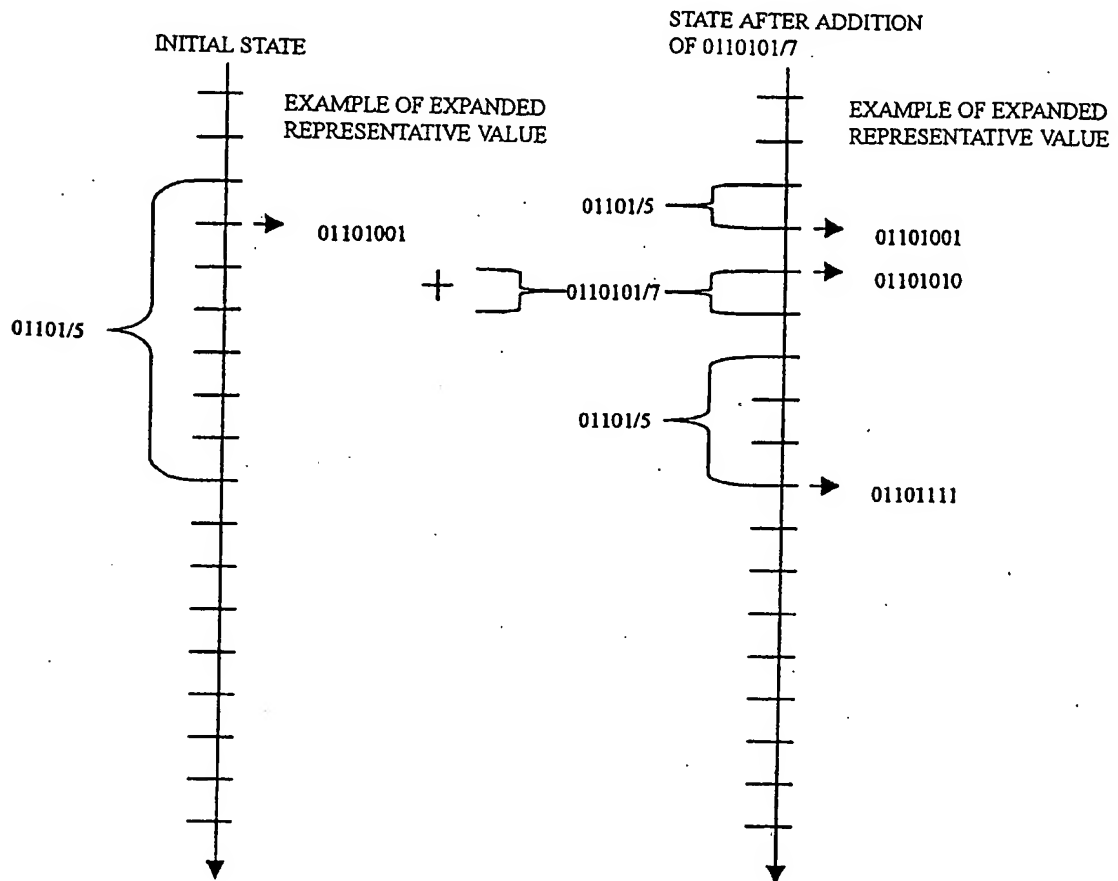 INITIAL STATE
EXAMPLE OF EXPANDED
REPRESENTATIVE VALUE
01101001
01101/5
STATE AFTER ADDITION
OF 0110101/7
EXAMPLE OF EXPANDED
REPRESENTATIVE VALUE
01101/5
01101001
+
0110101/7
01101010
01101/5
01101111